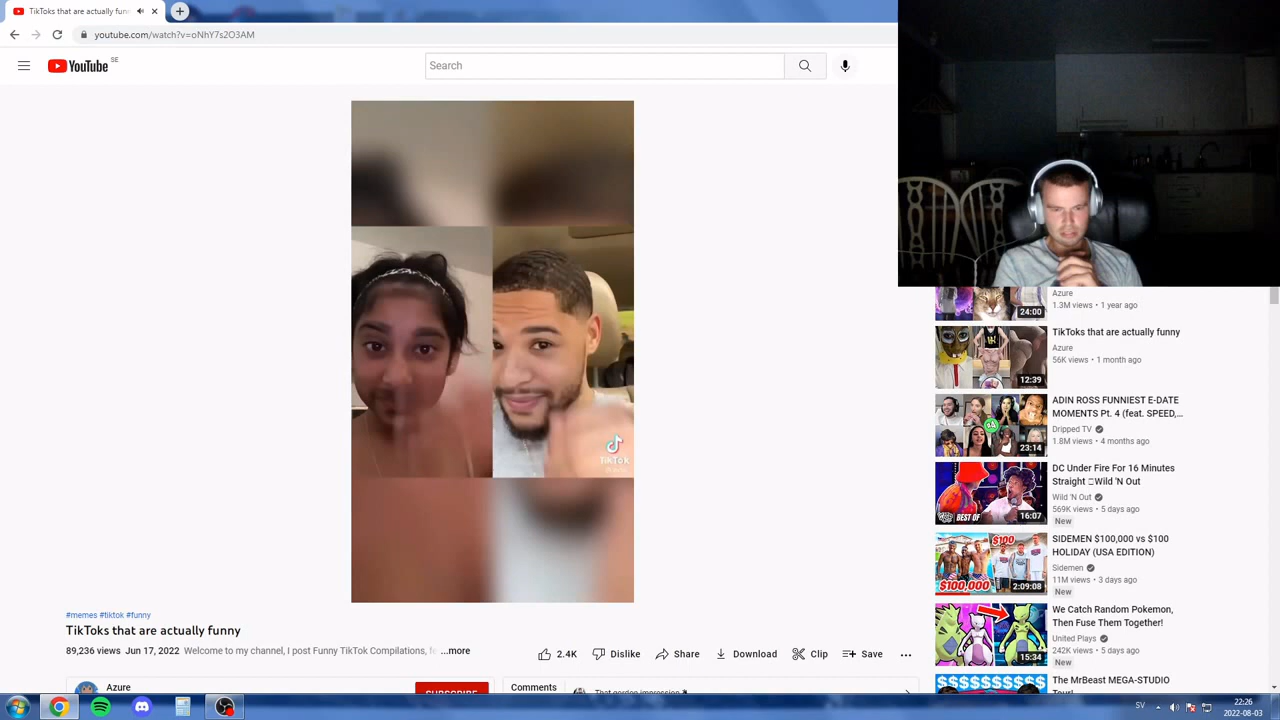 TikToks that are actually funn
youtube.com/watch?v=oNhY7s2O3AM
YouTube SE
Search
TikTok
#memes #tiktok #funny
TikToks that are actually funny
89,236 views • Jun 17, 2022 Welcome to my channel, I post Funny TikTok Compilations, fe ...more
2.4K Dislike Share Download Clip Save
Azure
SUBSCRIBE
Comments
That gordon impression
Azure
1.3M views • 1 year ago
24:00
TikToks that are actually funny
Azure
56K views • 1 month ago
12:39
ADIN ROSS FUNNIEST E-DATE
MOMENTS Pt. 4 (feat. SPEED,...
Dripped TV
1.8M views • 4 months ago
23:14
DC Under Fire For 16 Minutes
Straight □Wild 'N Out
Wild 'N Out
569K views • 5 days ago
New
BEST OF
16:07
SIDEMEN $100,000 vs $100
HOLIDAY (USA EDITION)
Sidemen
11M views • 3 days ago
New
$100
$100,000
2:09:08
We Catch Random Pokemon,
Then Fuse Them Together!
United Plays
242K views • 5 days ago
New
15:34
The MrBeast MEGA-STUDIO
Tour!
$$$$$$$$$
SV
22:26
2022-08-03